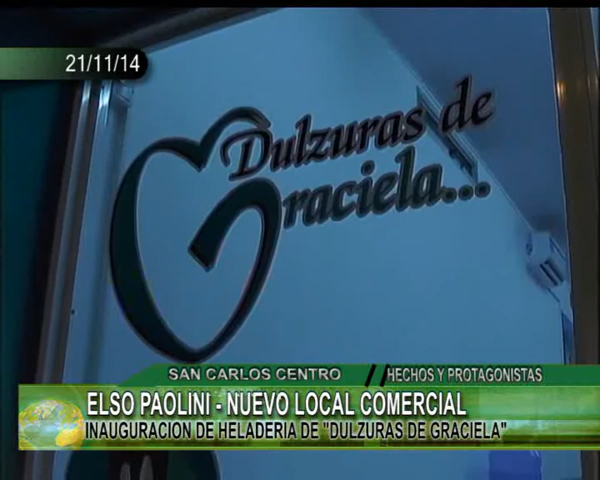 21/11/14
Dulzuras de
Graciela...
SAN CARLOS CENTRO // HECHOS Y PROTAGONISTAS
ELSO PAOLINI - NUEVO LOCAL COMERCIAL
INAUGURACION DE HELADERIA DE "DULZURAS DE GRACIELA"